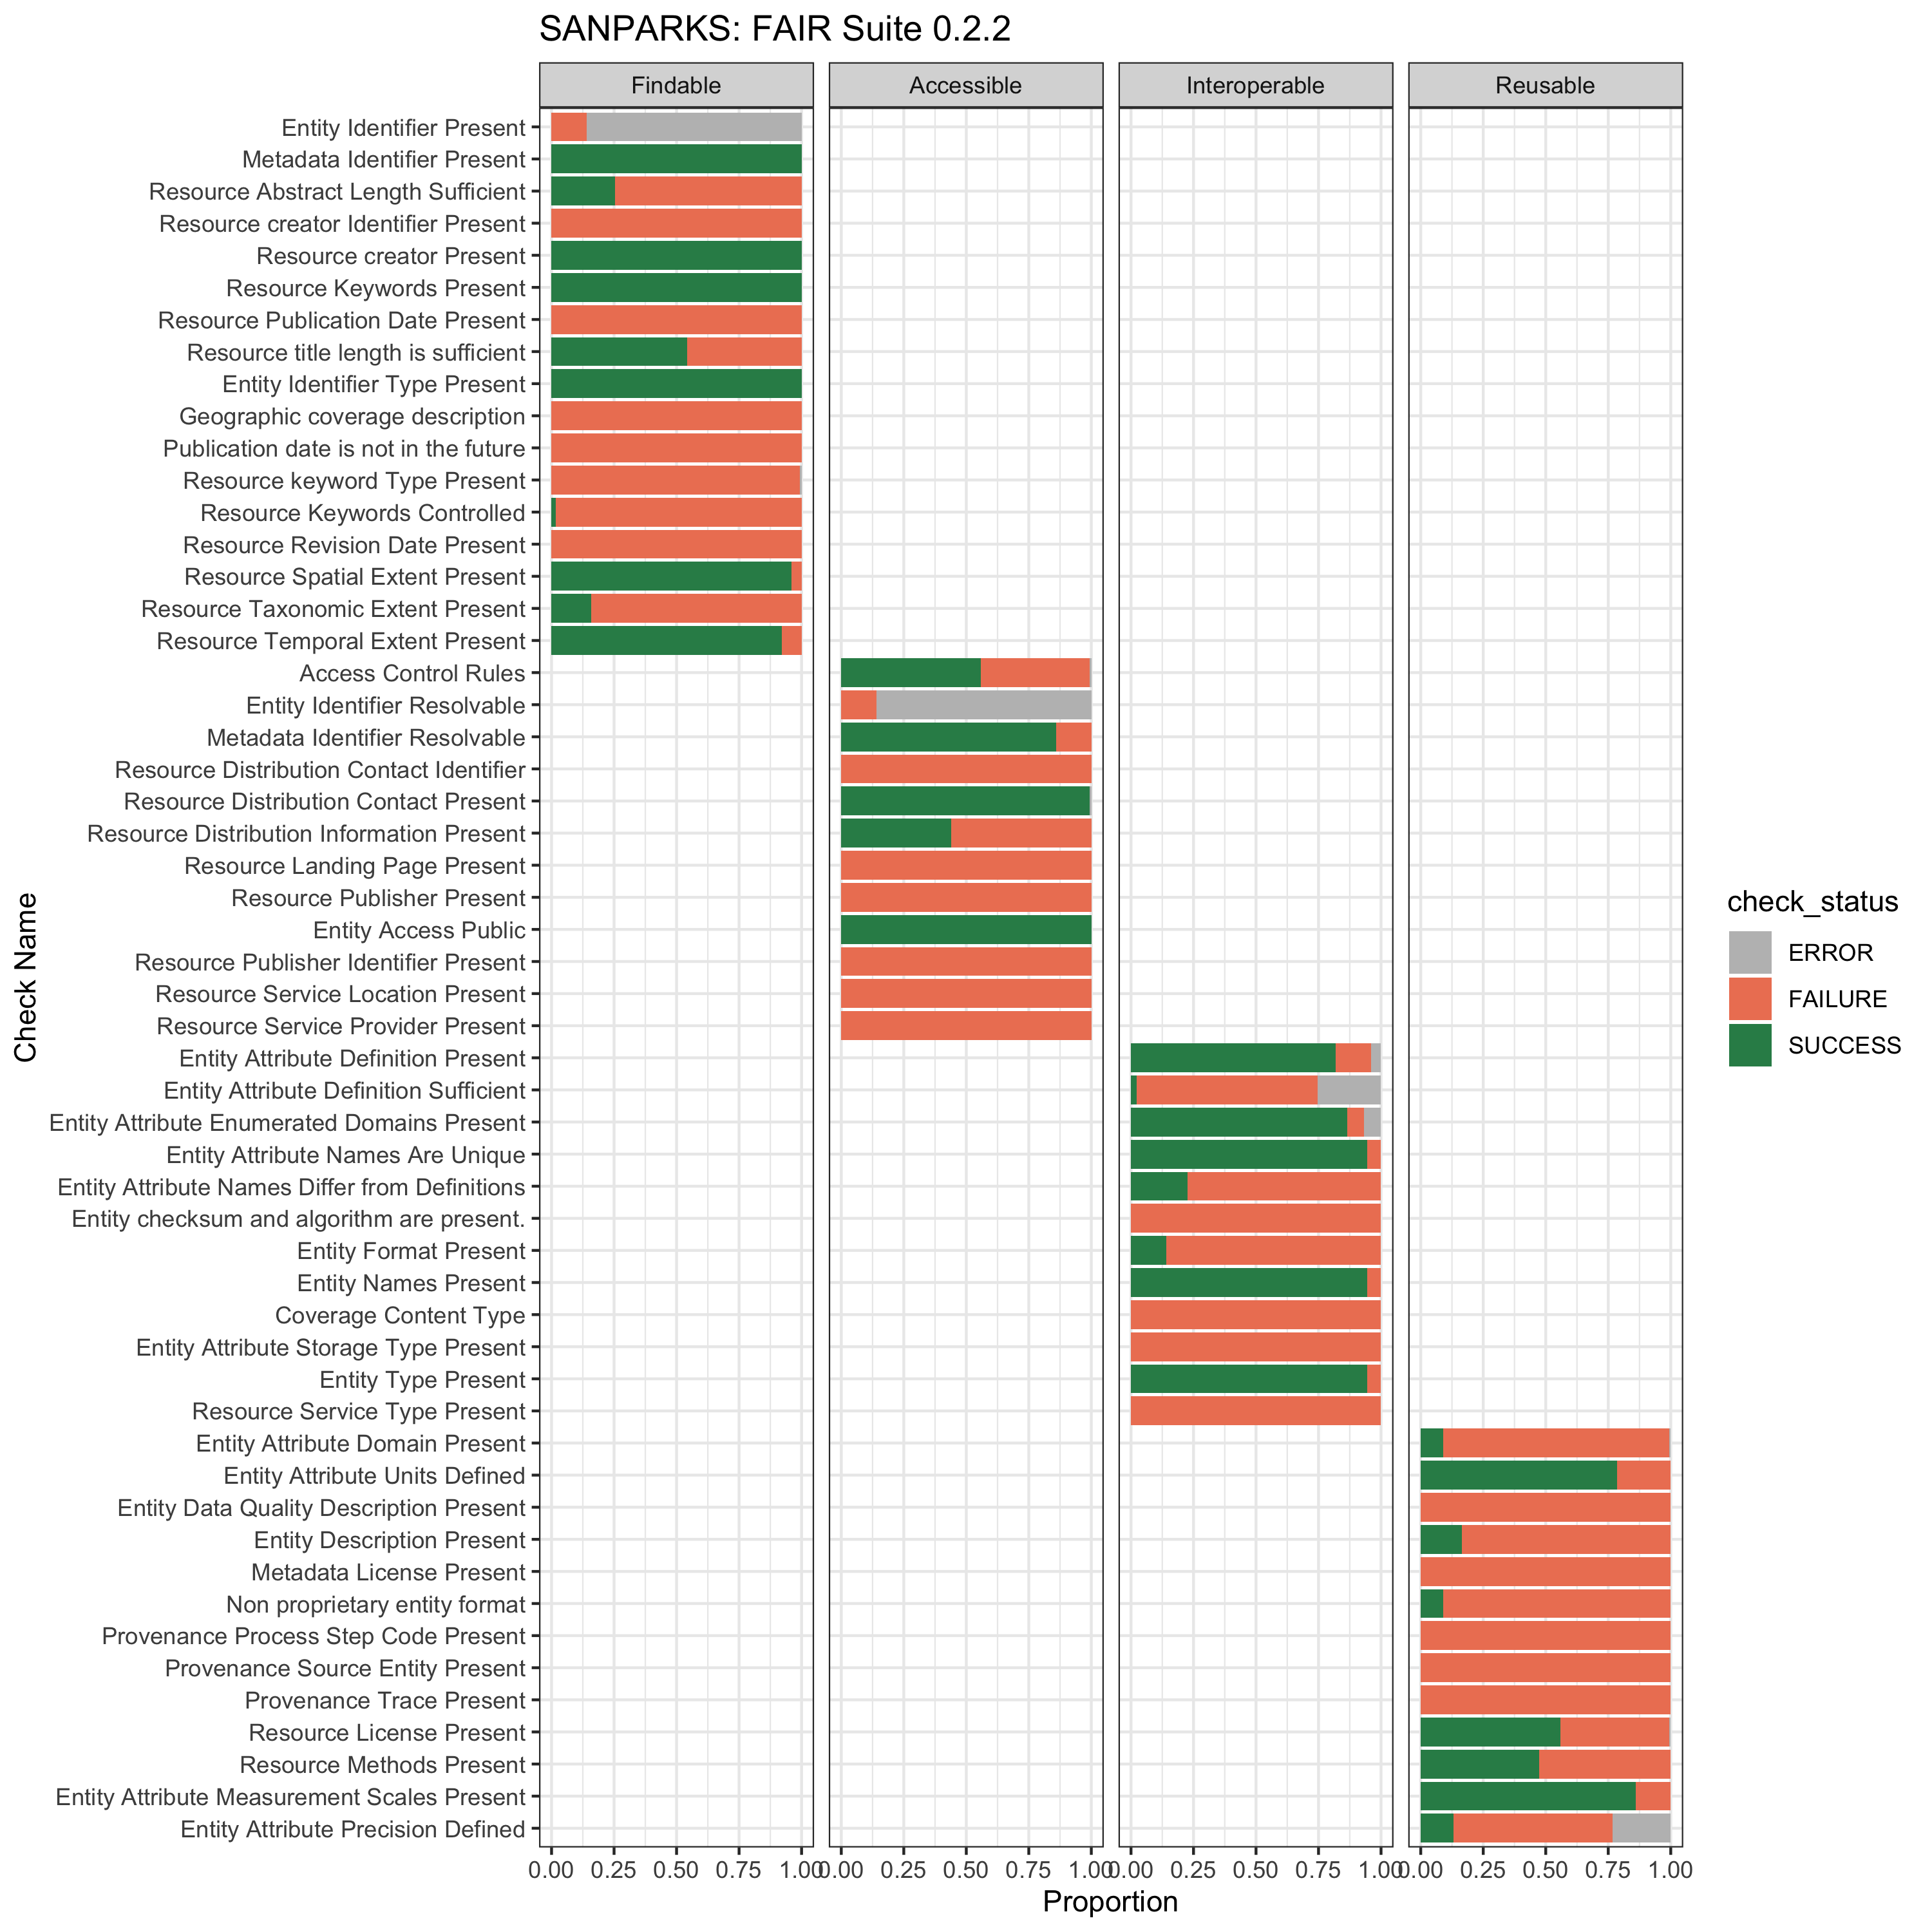 SANPARKS: FAIR Suite 0.2.2
Findable Accessible Interoperable Reusable
Entity Identifier Present
Metadata Identifier Present
Resource Abstract Length Sufficient
Resource creator Identifier Present
Resource creator Present
Resource Keywords Present
Resource Publication Date Present
Resource title length is sufficient
Entity Identifier Type Present
Geographic coverage description
Publication date is not in the future
Resource keyword Type Present
Resource Keywords Controlled
Resource Revision Date Present
Resource Spatial Extent Present
Resource Taxonomic Extent Present
Resource Temporal Extent Present
Access Control Rules
Entity Identifier Resolvable
Metadata Identifier Resolvable
Resource Distribution Contact Identifier
Resource Distribution Contact Present
Resource Distribution Information Present
Resource Landing Page Present
Resource Publisher Present
Entity Access Public
Resource Publisher Identifier Present
Resource Service Location Present
Resource Service Provider Present
Entity Attribute Definition Present
Entity Attribute Definition Sufficient
Entity Attribute Enumerated Domains Present
Entity Attribute Names Are Unique
Entity Attribute Names Differ from Definitions
Entity checksum and algorithm are present.
Entity Format Present
Entity Names Present
Coverage Content Type
Entity Attribute Storage Type Present
Entity Type Present
Resource Service Type Present
Entity Attribute Domain Present
Entity Attribute Units Defined
Entity Data Quality Description Present
Entity Description Present
Metadata License Present
Non proprietary entity format
Provenance Process Step Code Present
Provenance Source Entity Present
Provenance Trace Present
Resource License Present
Resource Methods Present
Entity Attribute Measurement Scales Present
Entity Attribute Precision Defined
0.00 0.25 0.50 0.75 1.00 0.00 0.25 0.50 0.75 1.00 0.00 0.25 0.50 0.75 1.00 0.00 0.25 0.50 0.75 1.00
Proportion
Check Name
check_status
ERROR
FAILURE
SUCCESS